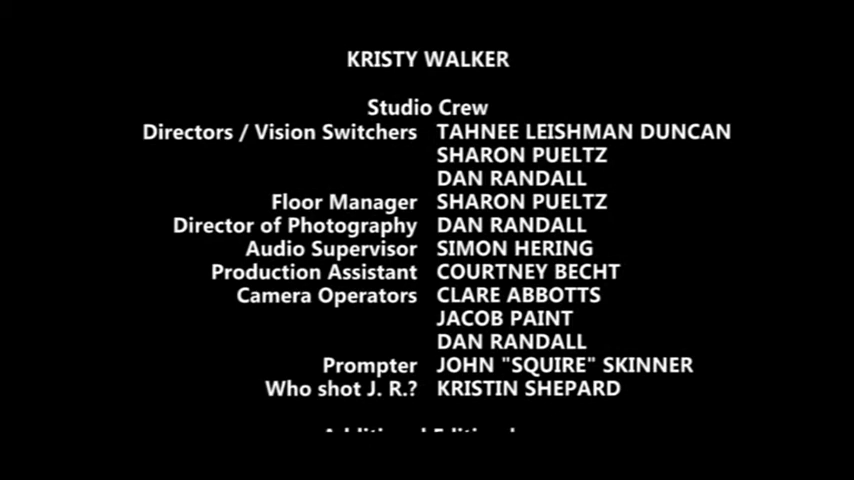 KRISTY WALKER
Studio Crew
Directors / Vision Switchers TAHNEE LEISHMAN DUNCAN
SHARON PUELTZ
DAN RANDALL
Floor Manager SHARON PUELTZ
Director of Photography DAN RANDALL
Audio Supervisor SIMON HERING
Production Assistant COURTNEY BECHT
Camera Operators CLARE ABBOTTS
JACOB PAINT
DAN RANDALL
Prompter JOHN "SQUIRE" SKINNER
Who shot J. R.? KRISTIN SHEPARD